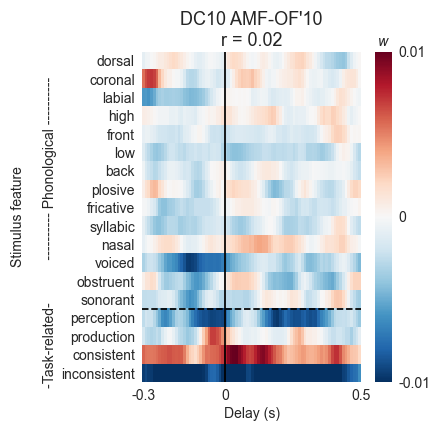 DC10 AMF-OF'10
r = 0.02
w
dorsal
coronal
labial
high
front
low
back
plosive
fricative
syllabic
nasal
voiced
obstruent
sonorant
perception
production
consistent
inconsistent
Stimulus feature
----------- Phonological ----------
-Task-related-
0.01
0
-0.01
-0.3 0 0.5
Delay (s)